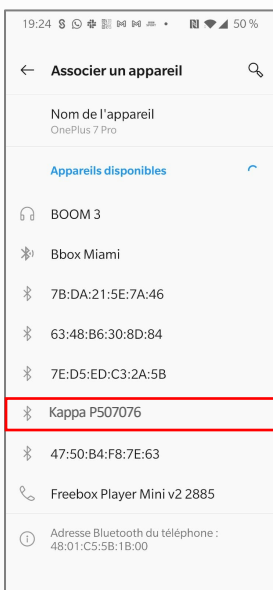 19:24 50 %
Associer un appareil
Nom de l'appareil
OnePlus 7 Pro
Appareils disponibles
BOOM 3
Bbox Miami
7B:DA:21:5E:7A:46
63:48:B6:30:8D:84
7E:D5:ED:C3:2A:5B
Kappa P507076
47:50:B4:F8:7E:63
Freebox Player Mini v2 2885
Adresse Bluetooth du téléphone :
48:01:C5:5B:1B:00